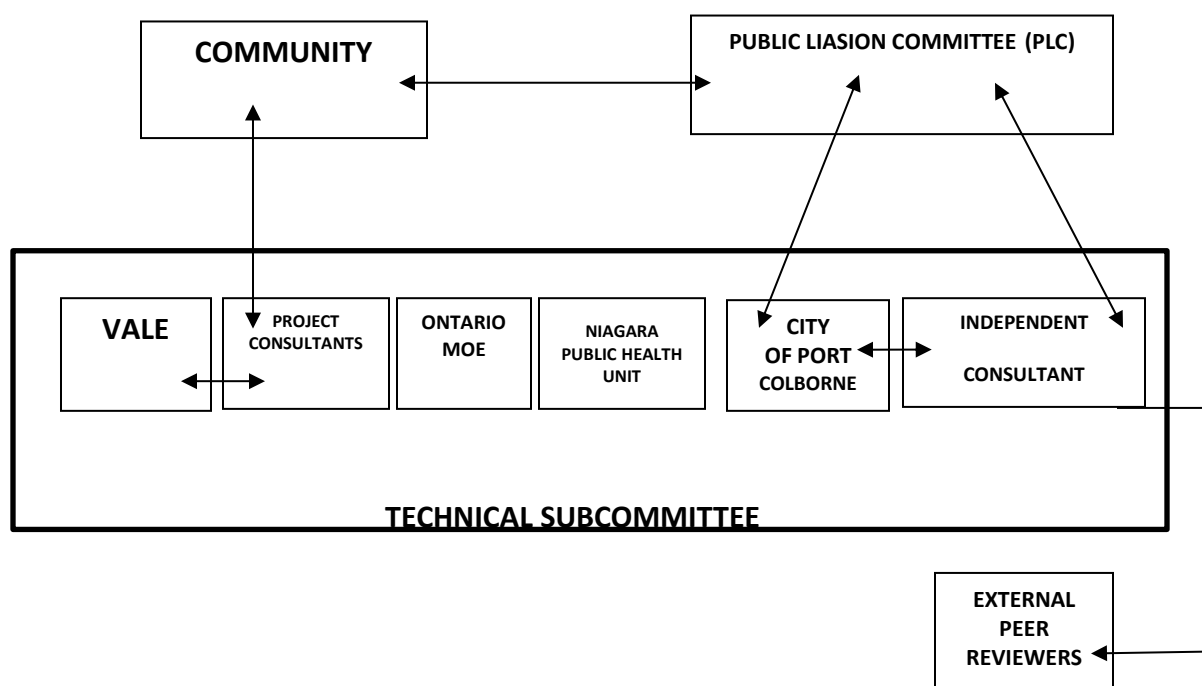 COMMUNITY
PUBLIC LIASION COMMITTEE (PLC)
VALE
PROJECT
CONSULTANTS
ONTARIO
MOE
NIAGARA
PUBLIC HEALTH
UNIT
CITY
OF PORT
COLBORNE
INDEPENDENT
CONSULTANT
TECHNICAL SUBCOMMITTEE
EXTERNAL
PEER
REVIEWERS